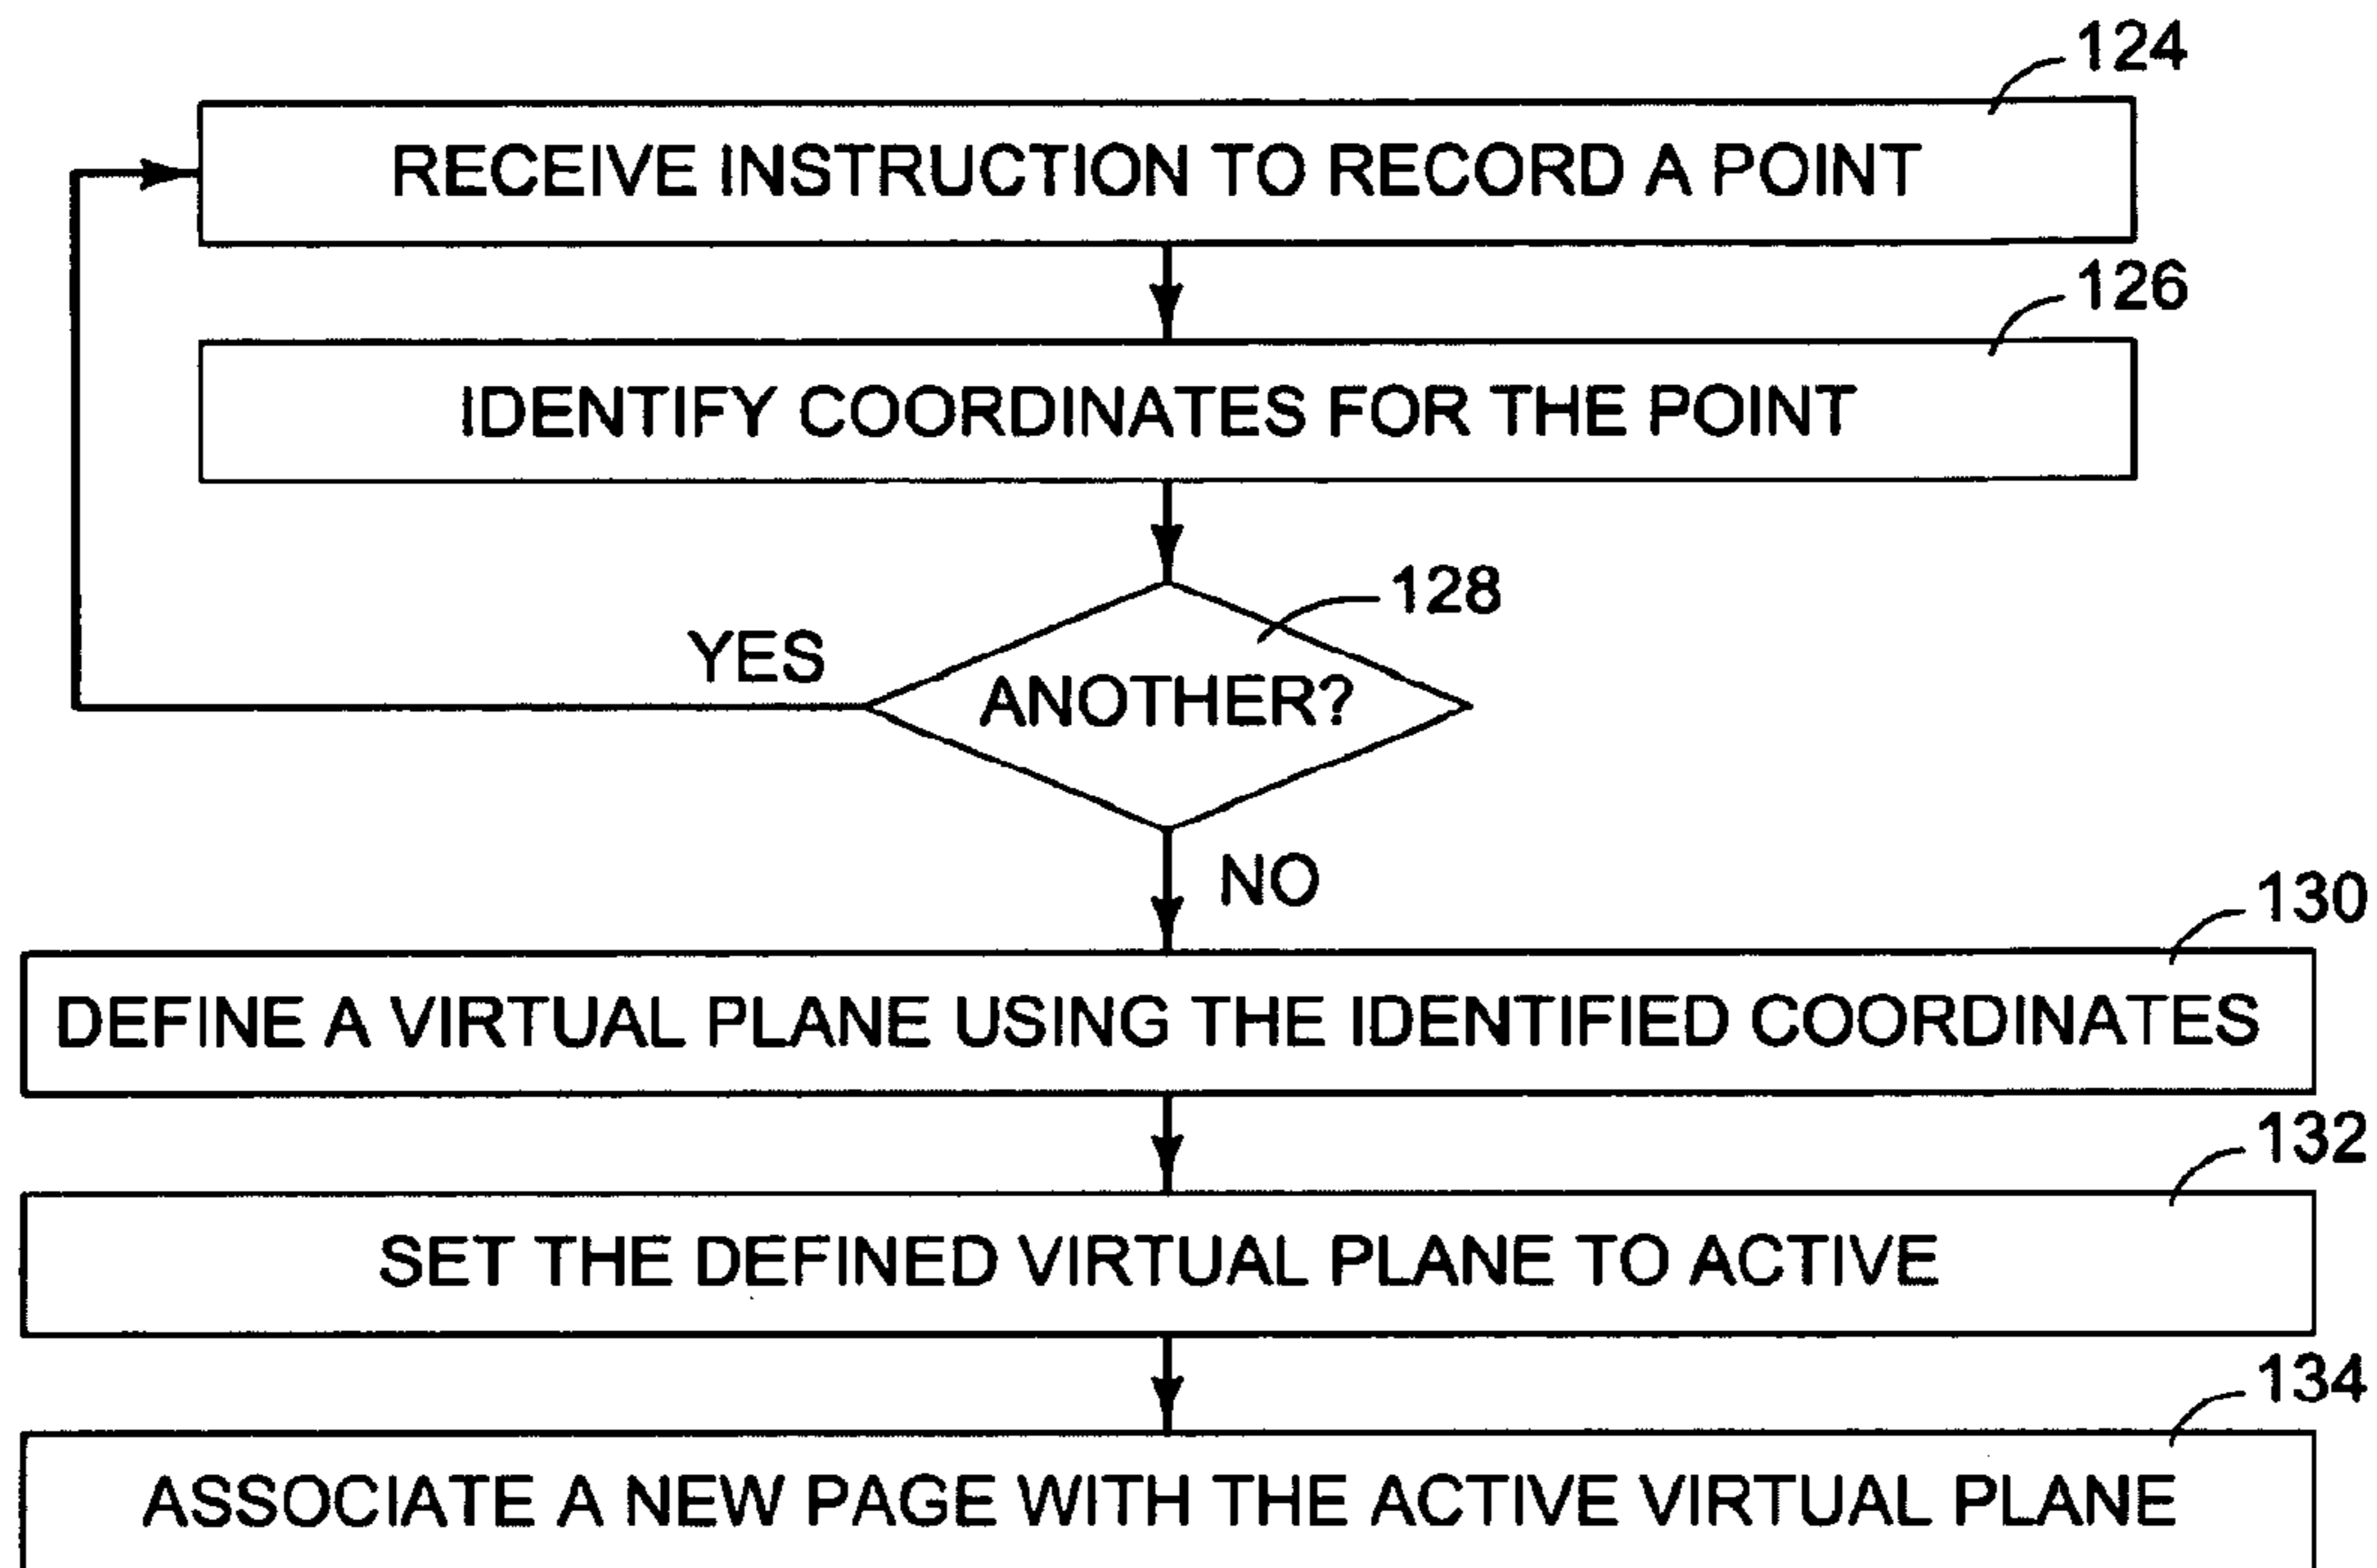 124
RECEIVE INSTRUCTION TO RECORD A POINT
126
IDENTIFY COORDINATES FOR THE POINT
128
YES
ANOTHER?
NO
130
DEFINE A VIRTUAL PLANE USING THE IDENTIFIED COORDINATES
132
SET THE DEFINED VIRTUAL PLANE TO ACTIVE
134
ASSOCIATE A NEW PAGE WITH THE ACTIVE VIRTUAL PLANE